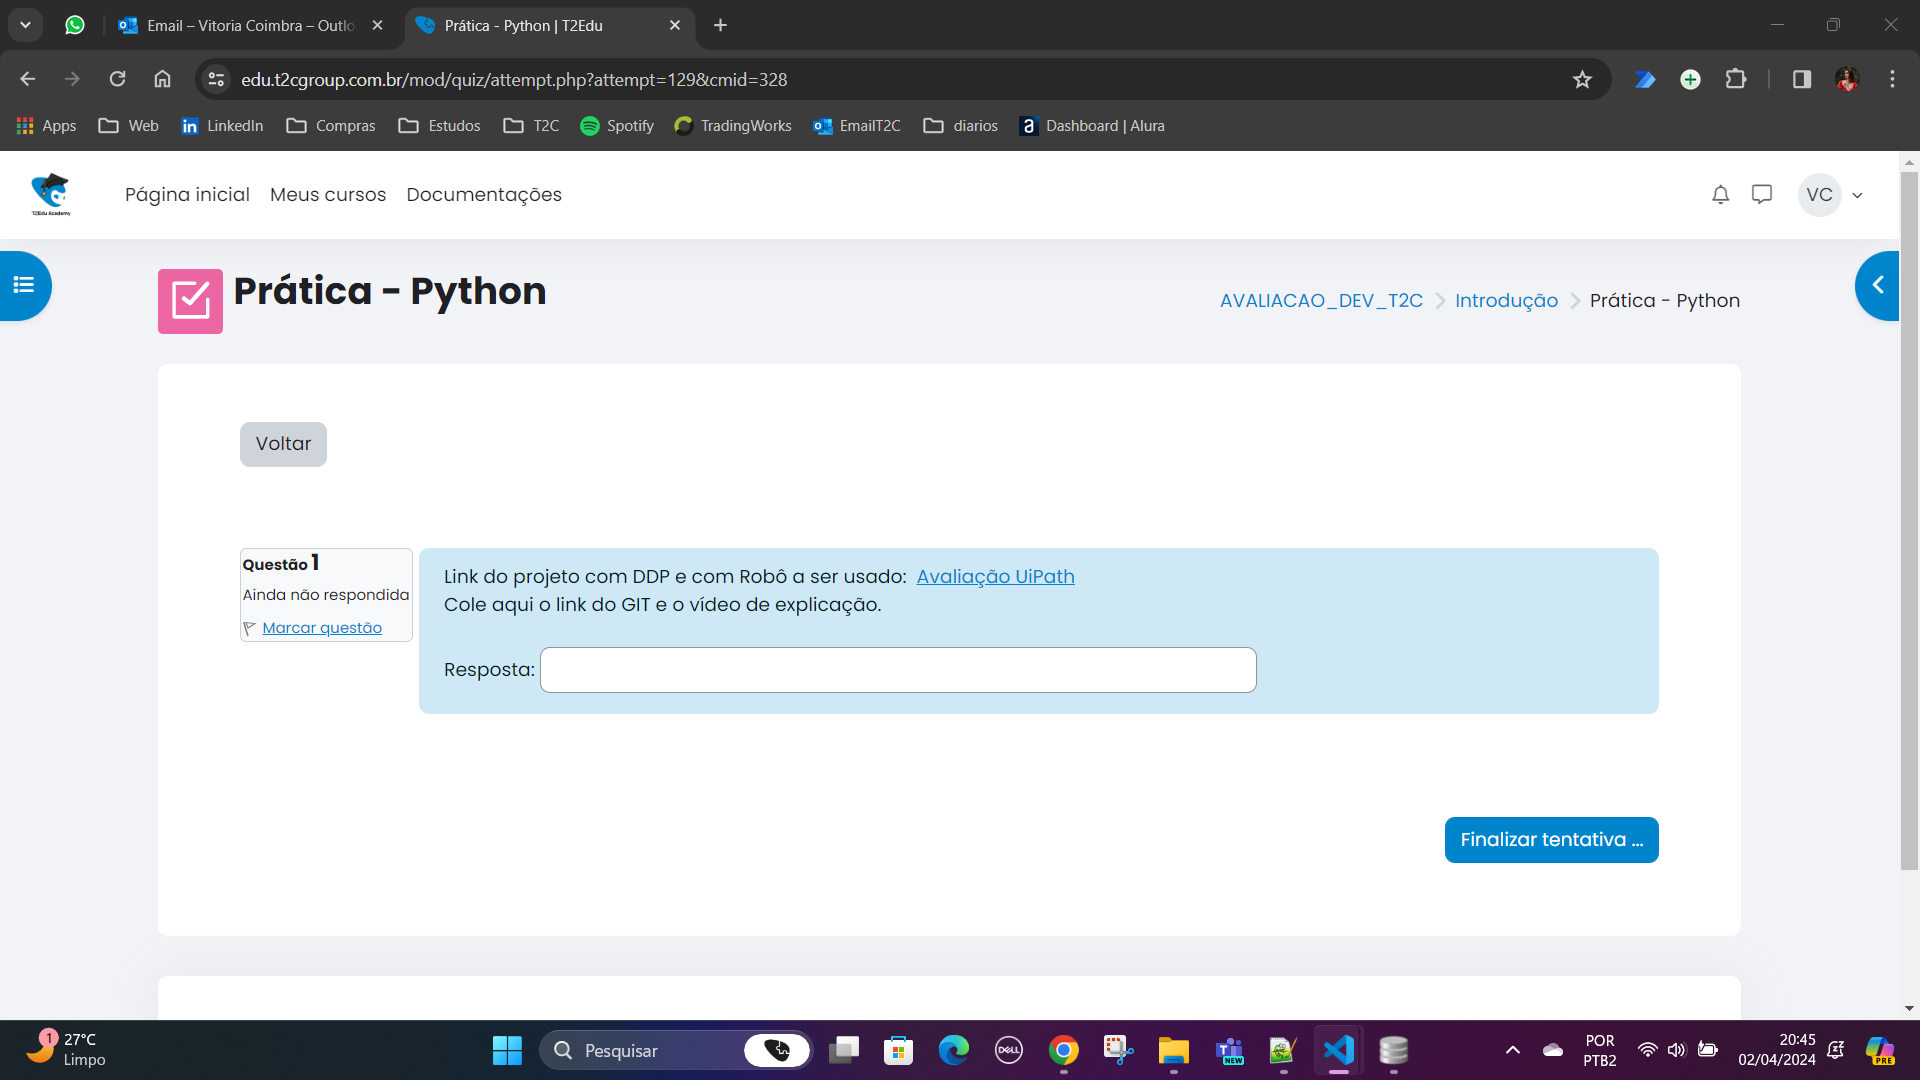 Email – Vitoria Coimbra – Outlo
Prática - Python | T2Edu
edu.t2cgroup.com.br/mod/quiz/attempt.php?attempt=129&cmid=328
Apps
Web
LinkedIn
Compras
Estudos
T2C
Spotify
TradingWorks
EmailT2C
diarios
Dashboard | Alura
T2Edu Academy
Página inicial
Meus cursos
Documentações
VC
Prática - Python
AVALIACAO_DEV_T2C
Introdução
Prática - Python
Voltar
Questão 1
Ainda não respondida
Marcar questão
Link do projeto com DDP e com Robô a ser usado: Avaliação UiPath
Cole aqui o link do GIT e o vídeo de explicação.
Resposta:
Finalizar tentativa ...
1
27°C
Limpo
Pesquisar
DELL
NEW
POR
PTB2
20:45
02/04/2024
PRE